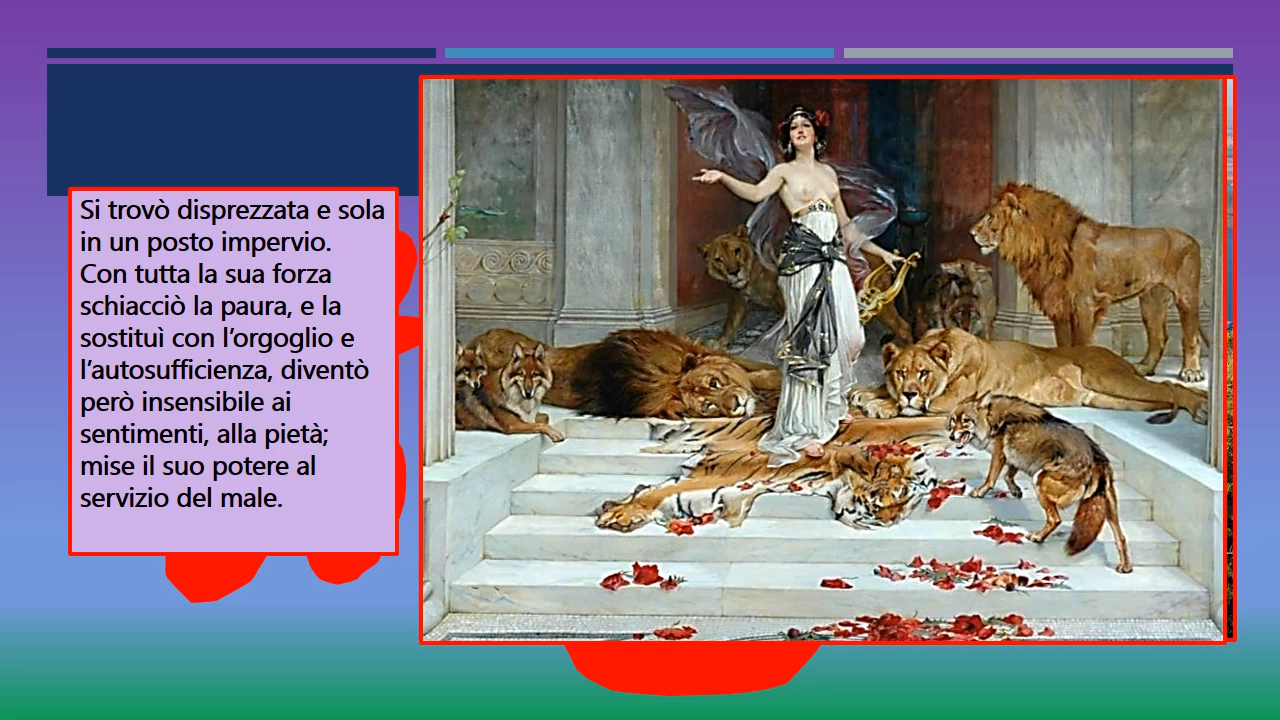 Si trovò disprezzata e sola
in un posto impervio.
Con tutta la sua forza
schiacciò la paura, e la
sostituì con l’orgoglio e
l’autosufficienza, diventò
però insensibile ai
sentimenti, alla pietà;
mise il suo potere al
servizio del male.